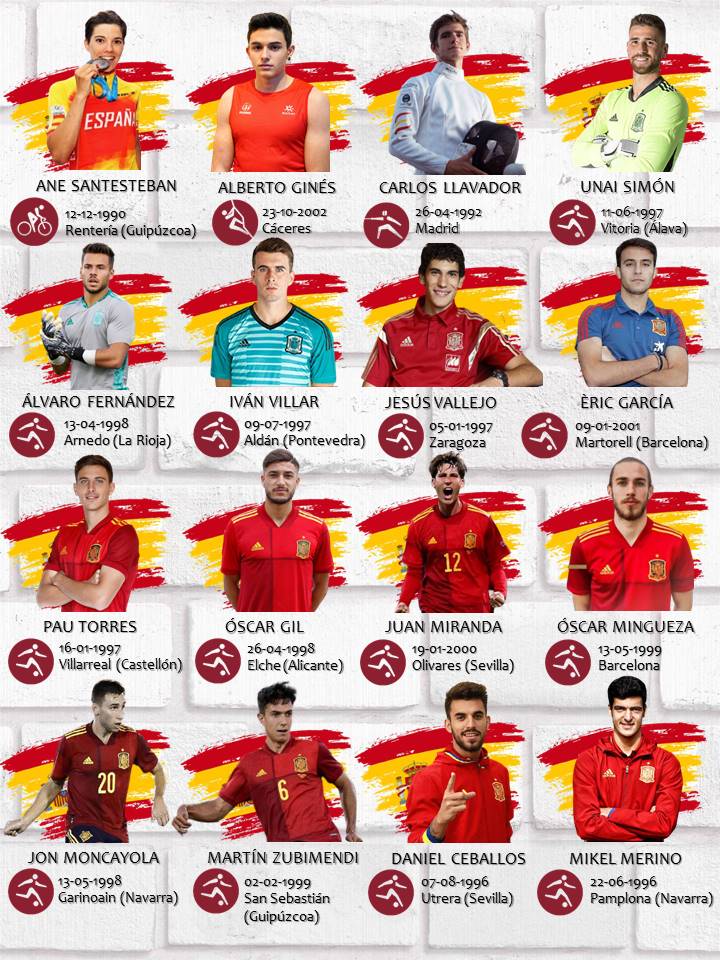 ESPAÑA
ANE SANTESTEBAN
12-12-1990
Rentería (Guipúzcoa)
ALBERTO GINÉS
23-10-2002
Cáceres
CARLOS LLAVADOR
26-04-1992
Madrid
UNAI SIMÓN
11-06-1997
Vitoria (Álava)
ÁLVARO FERNÁNDEZ
13-04-1998
Arnedo (La Rioja)
IVÁN VILLAR
09-07-1997
Aldán (Pontevedra)
JESÚS VALLEJO
05-01-1997
Zaragoza
ÈRIC GARCÍA
09-01-2001
Martorell (Barcelona)
PAU TORRES
16-01-1997
Villarreal (Castellón)
ÓSCAR GIL
26-04-1998
Elche (Alicante)
12
JUAN MIRANDA
19-01-2000
Olivares (Sevilla)
ÓSCAR MINGUEZA
13-05-1999
Barcelona
20
JON MONCAYOLA
13-05-1998
Garinoain (Navarra)
6
MARTÍN ZUBIMENDI
02-02-1999
San Sebastián
(Guipúzcoa)
DANIEL CEBALLOS
07-08-1996
Utrera (Sevilla)
MIKEL MERINO
22-06-1996
Pamplona (Navarra)